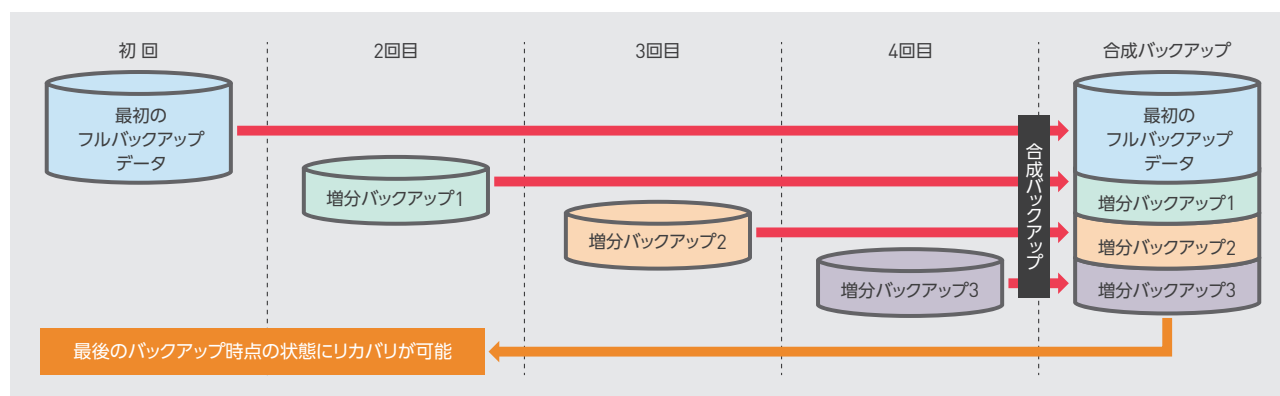 初 回
2回目
3回目
4回目
合成バックアップ
最初の
フルバックアップ
データ
増分バックアップ1
増分バックアップ2
増分バックアップ3
合成バックアップ
最初の
フルバックアップ
データ
増分バックアップ1
増分バックアップ2
増分バックアップ3
最後のバックアップ時点の状態にリカバリが可能